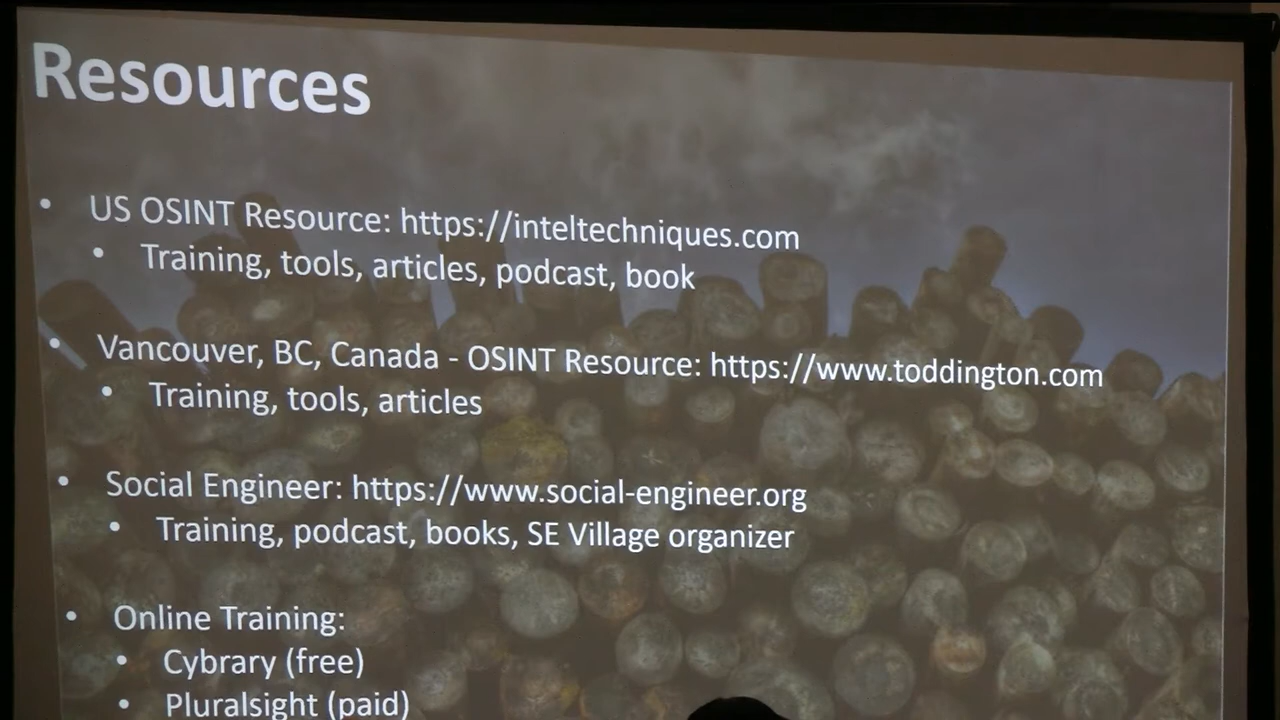 Resources
• US OSINT Resource: https://inteltechniques.com
• Training, tools, articles, podcast, book
• Vancouver, BC, Canada - OSINT Resource: https://www.toddington.com
• Training, tools, articles
• Social Engineer: https://www.social-engineer.org
• Training, podcast, books, SE Village organizer
• Online Training:
• Cybrary (free)
• Pluralsight (paid)